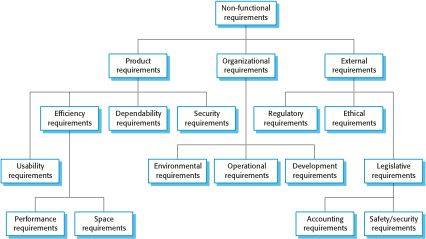 Non-functional
requirements
Product
requirements
Organizational
requirements
External
requirements
Efficiency
requirements
Dependability
requirements
Security
requirements
Regulatory
requirements
Ethical
requirements
Usability
requirements
Environmental
requirements
Operational
requirements
Development
requirements
Legislative
requirements
Performance
requirements
Space
requirements
Accounting
requirements
Safety/security
requirements